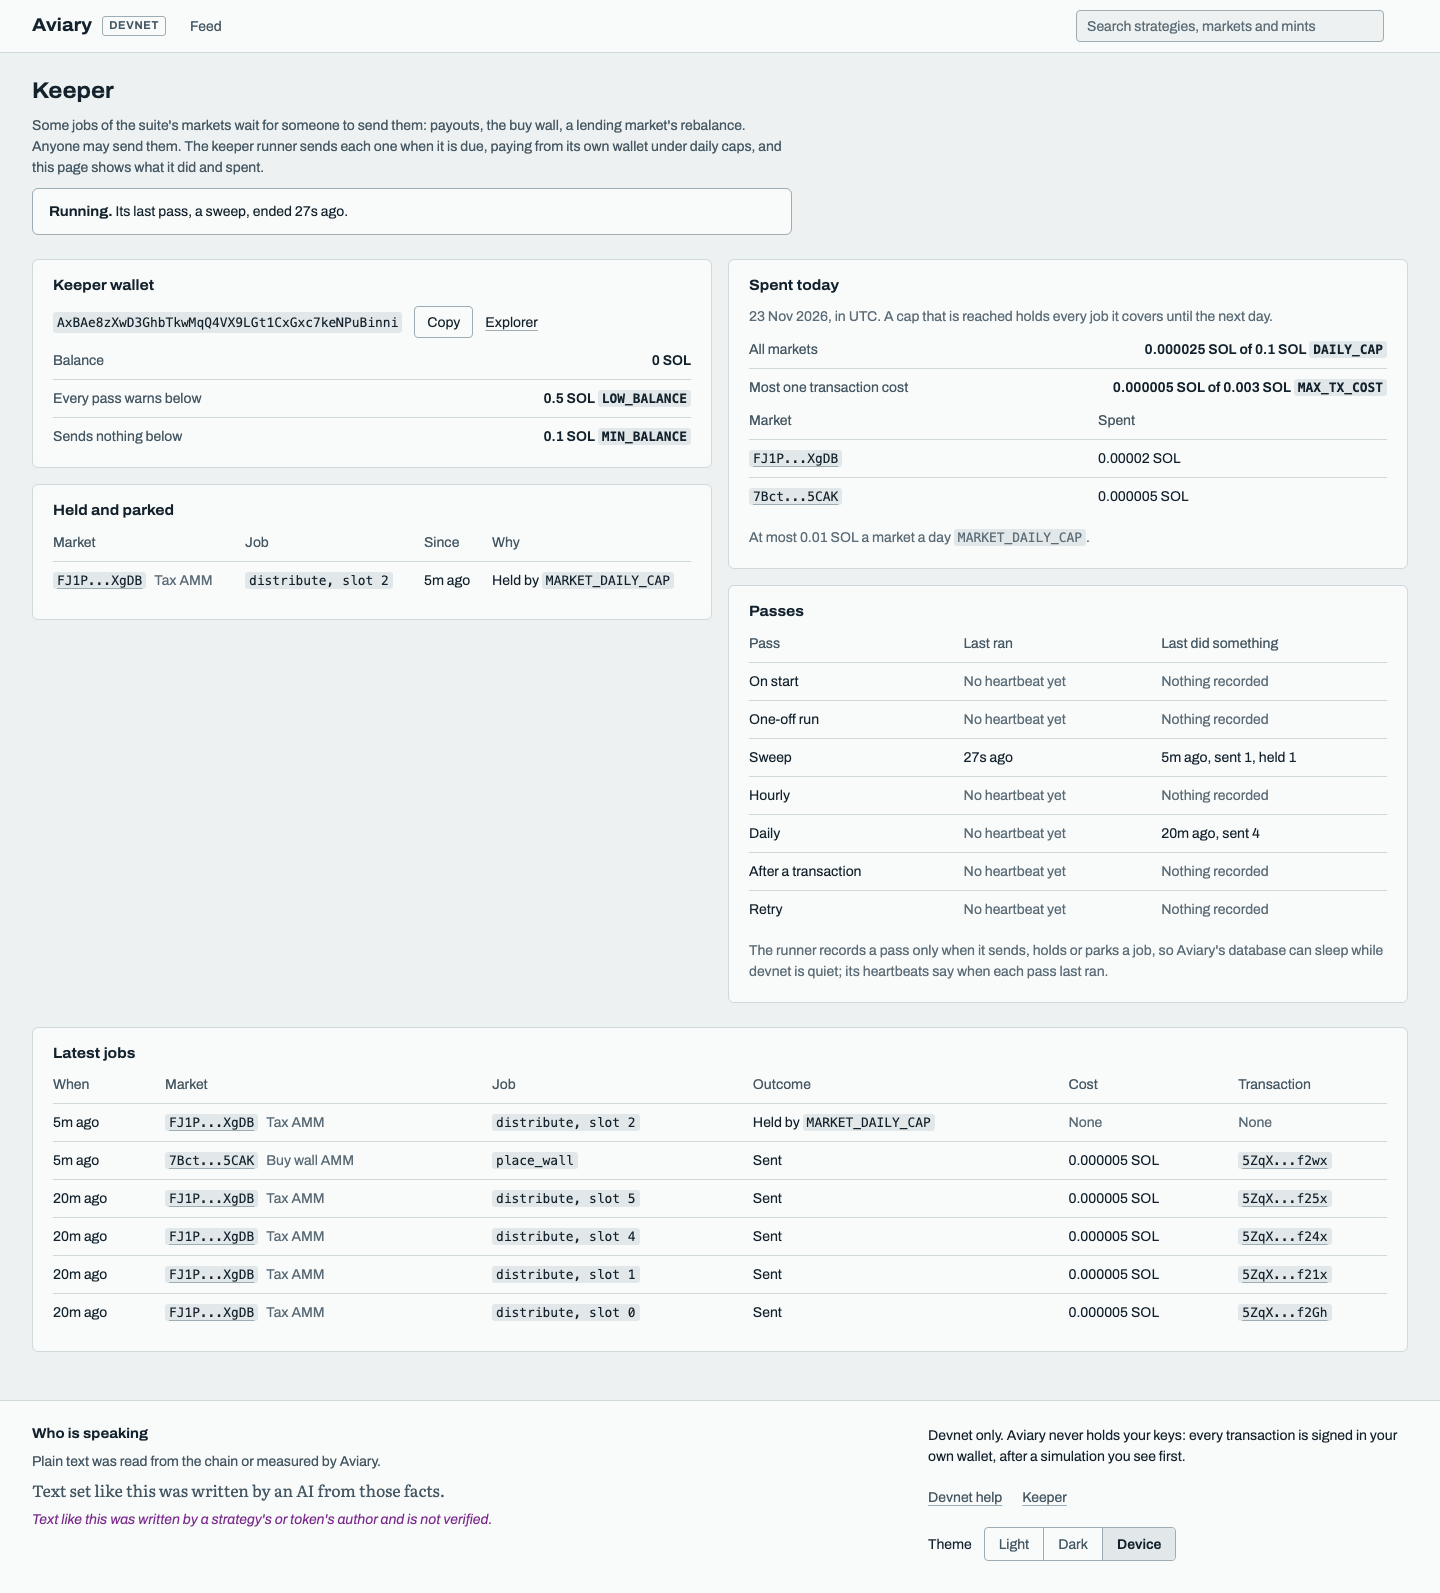 Aviary DEVNET Feed Search strategies, markets and mints
Keeper
Some jobs of the suite's markets wait for someone to send them: payouts, the buy wall, a lending market's rebalance.
Anyone may send them. The keeper runner sends each one when it is due, paying from its own wallet under daily caps, and
this page shows what it did and spent.
Running. Its last pass, a sweep, ended 27s ago.
Keeper wallet
AxBAe8zXwD3GhbTkwMqQ4VX9LGt1CxGxc7keNPuBinni Copy Explorer
Balance 0 SOL
Every pass warns below 0.5 SOL LOW_BALANCE
Sends nothing below 0.1 SOL MIN_BALANCE
Held and parked
Market Job Since Why
FJ1P...XgDB Tax AMM distribute, slot 2 5m ago Held by MARKET_DAILY_CAP
Spent today
23 Nov 2026, in UTC. A cap that is reached holds every job it covers until the next day.
All markets 0.000025 SOL of 0.1 SOL DAILY_CAP
Most one transaction cost 0.000005 SOL of 0.003 SOL MAX_TX_COST
Market Spent
FJ1P...XgDB 0.00002 SOL
7Bct...5CAK 0.000005 SOL
At most 0.01 SOL a market a day MARKET_DAILY_CAP.
Passes
Pass Last ran Last did something
On start No heartbeat yet Nothing recorded
One-off run No heartbeat yet Nothing recorded
Sweep 27s ago 5m ago, sent 1, held 1
Hourly No heartbeat yet Nothing recorded
Daily No heartbeat yet 20m ago, sent 4
After a transaction No heartbeat yet Nothing recorded
Retry No heartbeat yet Nothing recorded
The runner records a pass only when it sends, holds or parks a job, so Aviary's database can sleep while
devnet is quiet; its heartbeats say when each pass last ran.
Latest jobs
When Market Job Outcome Cost Transaction
5m ago FJ1P...XgDB Tax AMM distribute, slot 2 Held by MARKET_DAILY_CAP None None
5m ago 7Bct...5CAK Buy wall AMM place_wall Sent 0.000005 SOL 5ZqX...f2wx
20m ago FJ1P...XgDB Tax AMM distribute, slot 5 Sent 0.000005 SOL 5ZqX...f25x
20m ago FJ1P...XgDB Tax AMM distribute, slot 4 Sent 0.000005 SOL 5ZqX...f24x
20m ago FJ1P...XgDB Tax AMM distribute, slot 1 Sent 0.000005 SOL 5ZqX...f21x
20m ago FJ1P...XgDB Tax AMM distribute, slot 0 Sent 0.000005 SOL 5ZqX...f2Gh
Who is speaking
Plain text was read from the chain or measured by Aviary.
Text set like this was written by an AI from those facts.
Text like this was written by a strategy's or token's author and is not verified.
Devnet only. Aviary never holds your keys: every transaction is signed in your
own wallet, after a simulation you see first.
Devnet help Keeper
Theme Light Dark Device